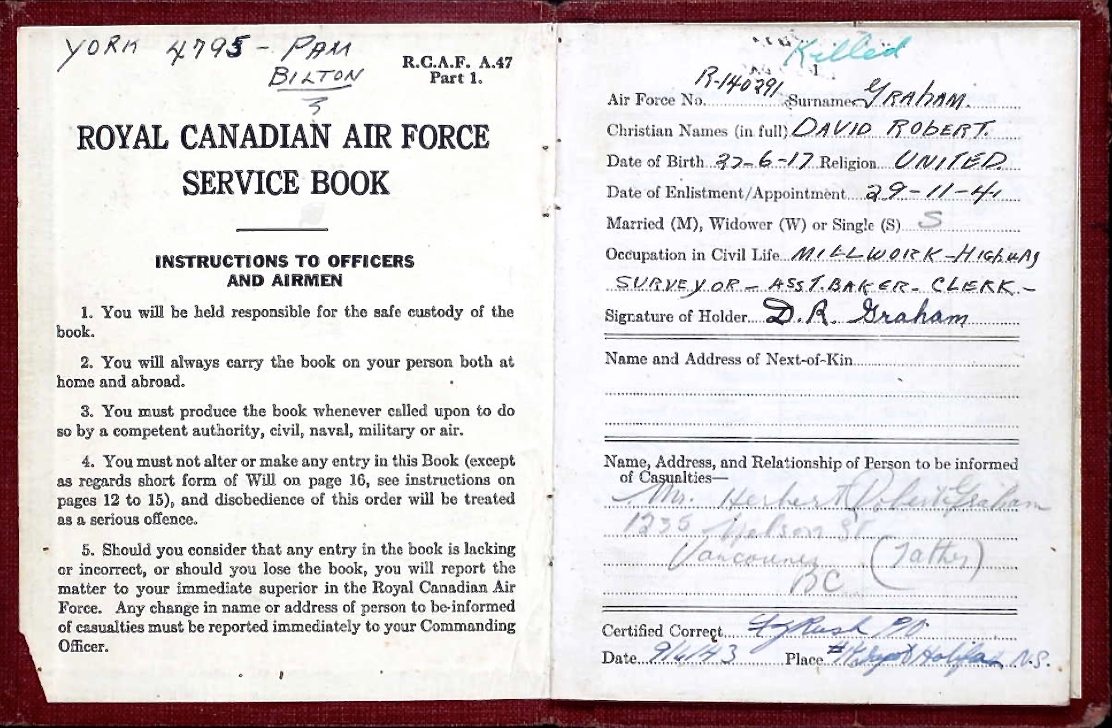 YORK 4795 - PAM
BILTON
R.C.A.F. A.47
Part 1.
ROYAL CANADIAN AIR FORCE
SERVICE BOOK
INSTRUCTIONS TO OFFICERS
AND AIRMEN
1. You will be held responsible for the safe custody of the
book.
2. You will always carry the book on your person both at
home and abroad.
3. You must produce the book whenever called upon to do
so by a competent authority, civil, naval, military or air.
4. You must not alter or make any entry in this Book (except
as regards short form of Will on page 16, see instructions on
pages 12 to 15), and disobedience of this order will be treated
as a serious offence.
5. Should you consider that any entry in the book is lacking
or incorrect, or should you lose the book, you will report the
matter to your immediate superior in the Royal Canadian Air
Force. Any change in name or address of person to be informed
of casualties must be reported immediately to your Commanding
Officer.
Killed
1
Air Force No. R-140291 Surname GRAHAM.
Christian Names (in full) DAVID ROBERT.
Date of Birth 27-6-17 Religion UNITED
Date of Enlistment/Appointment 29-11-41
Married (M), Widower (W) or Single (S) S
Occupation in Civil Life MILLWORK - HIGHWAY
SURVEYOR - ASST. BAKER - CLERK -
Signature of Holder D. R. Graham
Name and Address of Next-of-Kin
Name, Address, and Relationship of Person to be informed
of Casualties—
Mr. Herbert Robert Graham
1235 Nelson St
Vancouver (Father)
BC
Certified Correct
Date 9/6/43 Place Halifax N.S.